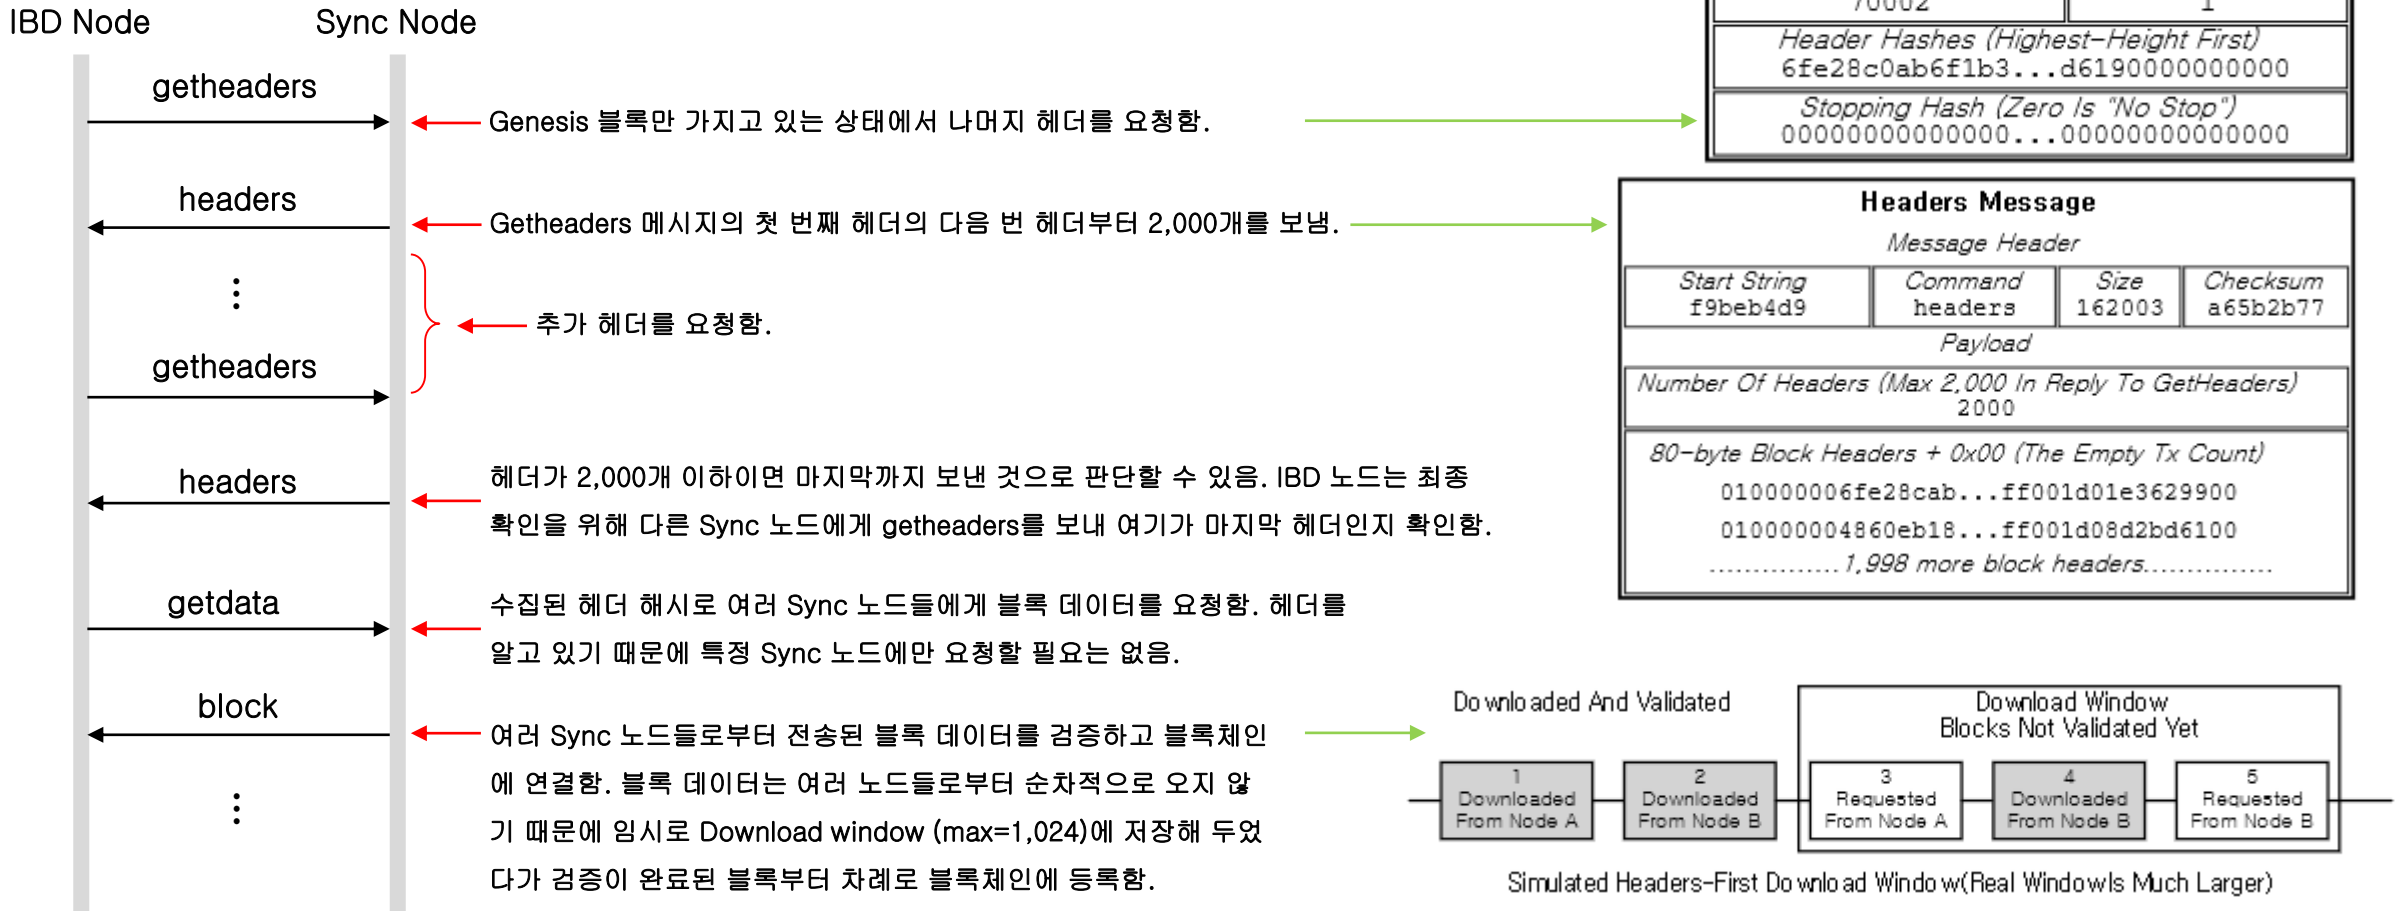 IBD Node
Sync Node
getheaders
Genesis 블록만 가지고 있는 상태에서 나머지 헤더를 요청함.
headers
Getheaders 메시지의 첫 번째 헤더의 다음 번 헤더부터 2,000개를 보냄.
⋮
추가 헤더를 요청함.
getheaders
headers
헤더가 2,000개 이하이면 마지막까지 보낸 것으로 판단할 수 있음. IBD 노드는 최종
확인을 위해 다른 Sync 노드에게 getheaders를 보내 여기가 마지막 헤더인지 확인함.
getdata
수집된 헤더 해시로 여러 Sync 노드들에게 블록 데이터를 요청함. 헤더를
알고 있기 때문에 특정 Sync 노드에만 요청할 필요는 없음.
block
여러 Sync 노드들로부터 전송된 블록 데이터를 검증하고 블록체인
에 연결함. 블록 데이터는 여러 노드들로부터 순차적으로 오지 않
기 때문에 임시로 Download window (max=1,024)에 저장해 두었
다가 검증이 완료된 블록부터 차례로 블록체인에 등록함.
⋮
70002 1
Header Hashes (Highest-Height First)
6fe28c0ab6f1b3...d6190000000000
Stopping Hash (Zero Is "No Stop")
00000000000000...00000000000000
Headers Message
Message Header
Start String Command Size Checksum
f9beb4d9 headers 162003 a65b2b77
Payload
Number Of Headers (Max 2,000 In Reply To GetHeaders)
2000
80-byte Block Headers + 0x00 (The Empty Tx Count)
010000006fe28cab...ff001d01e3629900
010000004860eb18...ff001d08d2bd6100
...............1,998 more block headers...............
Downloaded And Validated
Download Window
Blocks Not Validated Yet
1
Downloaded
From Node A
2
Downloaded
From Node B
3
Requested
From Node A
4
Downloaded
From Node B
5
Requested
From Node B
Simulated Headers-First Download Window(Real WindowIs Much Larger)